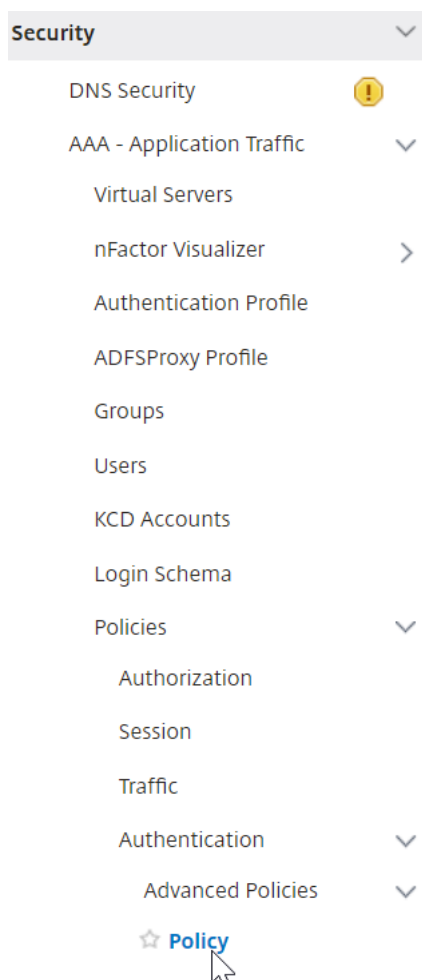 Security
DNS Security
AAA - Application Traffic
Virtual Servers
nFactor Visualizer
Authentication Profile
ADFSProxy Profile
Groups
Users
KCD Accounts
Login Schema
Policies
Authorization
Session
Traffic
Authentication
Advanced Policies
Policy